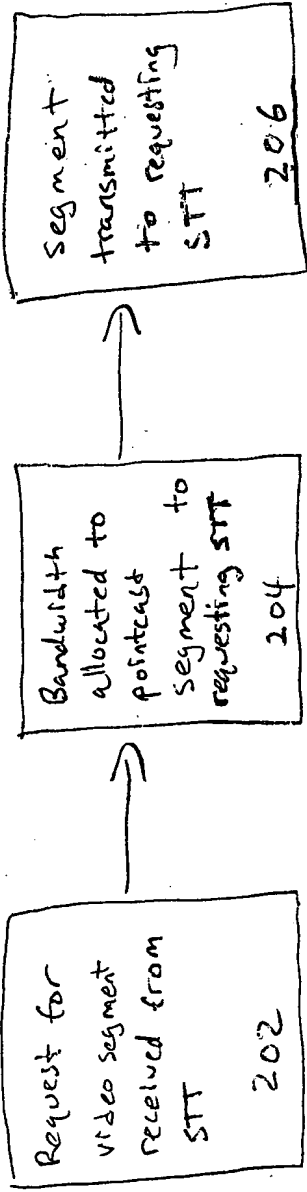 Request for
video segment
received from
STT
202
Bandwidth
allocated to
pointcast
segment to
requesting STT
204
Segment
transmitted
to requesting
STT
206